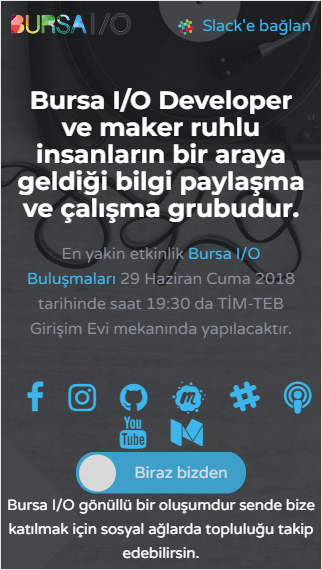 BURSA I/O
Slack'e bağlan
Bursa I/O Developer
ve maker ruhlu
insanların bir araya
geldiği bilgi paylaşma
ve çalışma grubudur.
En yakin etkinlik Bursa I/O
Buluşmaları 29 Haziran Cuma 2018
tarihinde saat 19:30 da TİM-TEB
Girişim Evi mekanında yapılacaktır.
You
Tube
Biraz bizden
Bursa I/O gönüllü bir oluşumdur sende bize
katılmak için sosyal ağlarda topluluğu takip
edebilirsin.